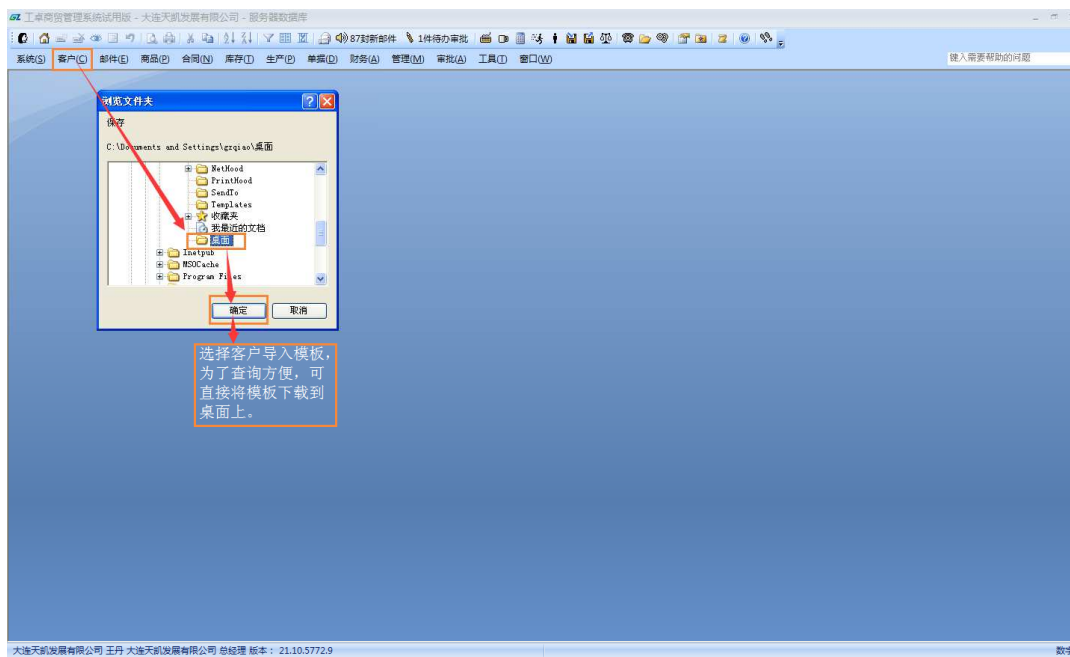 工卓商贸管理系统试用版 - 大连天凯发展有限公司 - 服务器数据库
87封新邮件 1件待办审批
系统(S) 客户(C) 邮件(E) 商品(P) 合同(N) 库存(T) 生产(P) 单据(D) 财务(A) 管理(M) 审批(A) 工具(T) 窗口(W) 键入需要帮助的问题
浏览文件夹
保存
C:\Documents and Settings\gzqiao\桌面
NetHood
PrintHood
SendTo
Templates
收藏夹
我最近的文档
桌面
Inetpub
MSOCache
Program Files
确定 取消
选择客户导入模板，
为了查询方便，可
直接将模板下载到
桌面上。
大连天凯发展有限公司 王丹 大连天凯发展有限公司 总经理 版本： 21.10.5772.9 数字